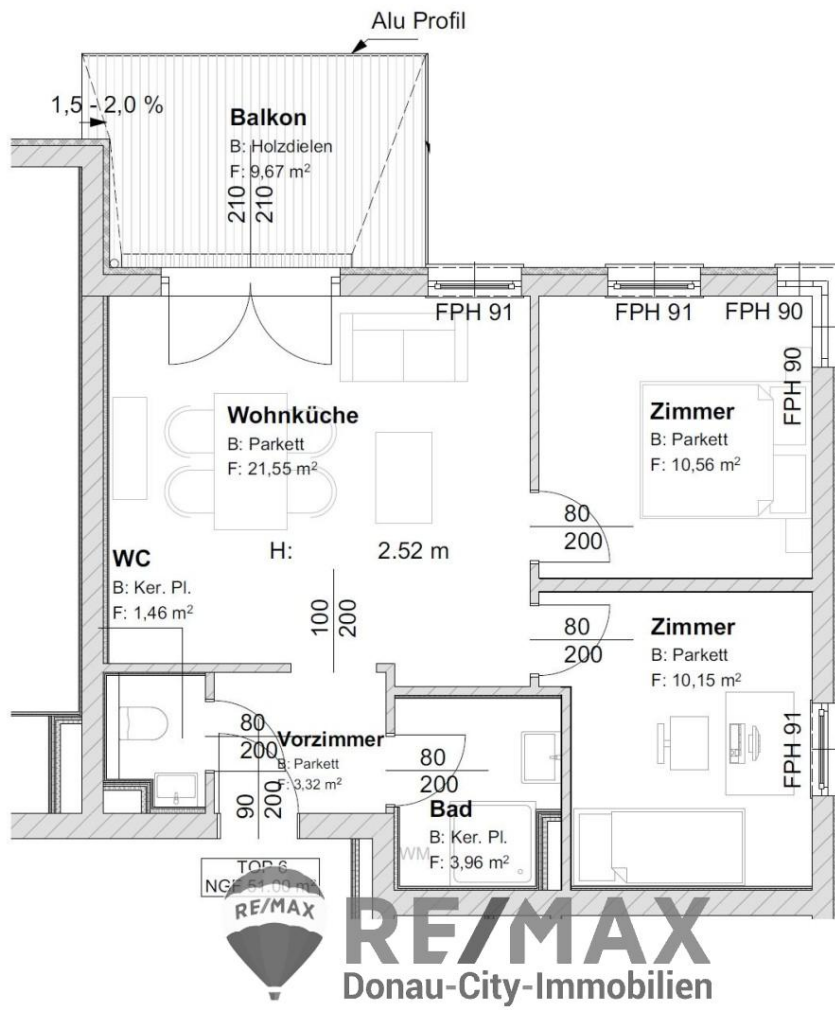 Alu Profil
1,5 - 2,0 %
Balkon
B: Holzdielen
F: 9,67 m²
210
210
FPH 91
FPH 91
FPH 90
FPH 90
Wohnküche
B: Parkett
F: 21,55 m²
Zimmer
B: Parkett
F: 10,56 m²
80
200
H: 2.52 m
WC
B: Ker. Pl.
F: 1,46 m²
100
200
80
200
Zimmer
B: Parkett
F: 10,15 m²
FPH 91
80
200
Vorzimmer
B: Parkett
F: 3,32 m²
90
200
80
200
Bad
B: Ker. Pl.
F: 3,96 m²
WM
TOP 6
NGF 51.00 m²
RE/MAX
RE/MAX
Donau-City-Immobilien